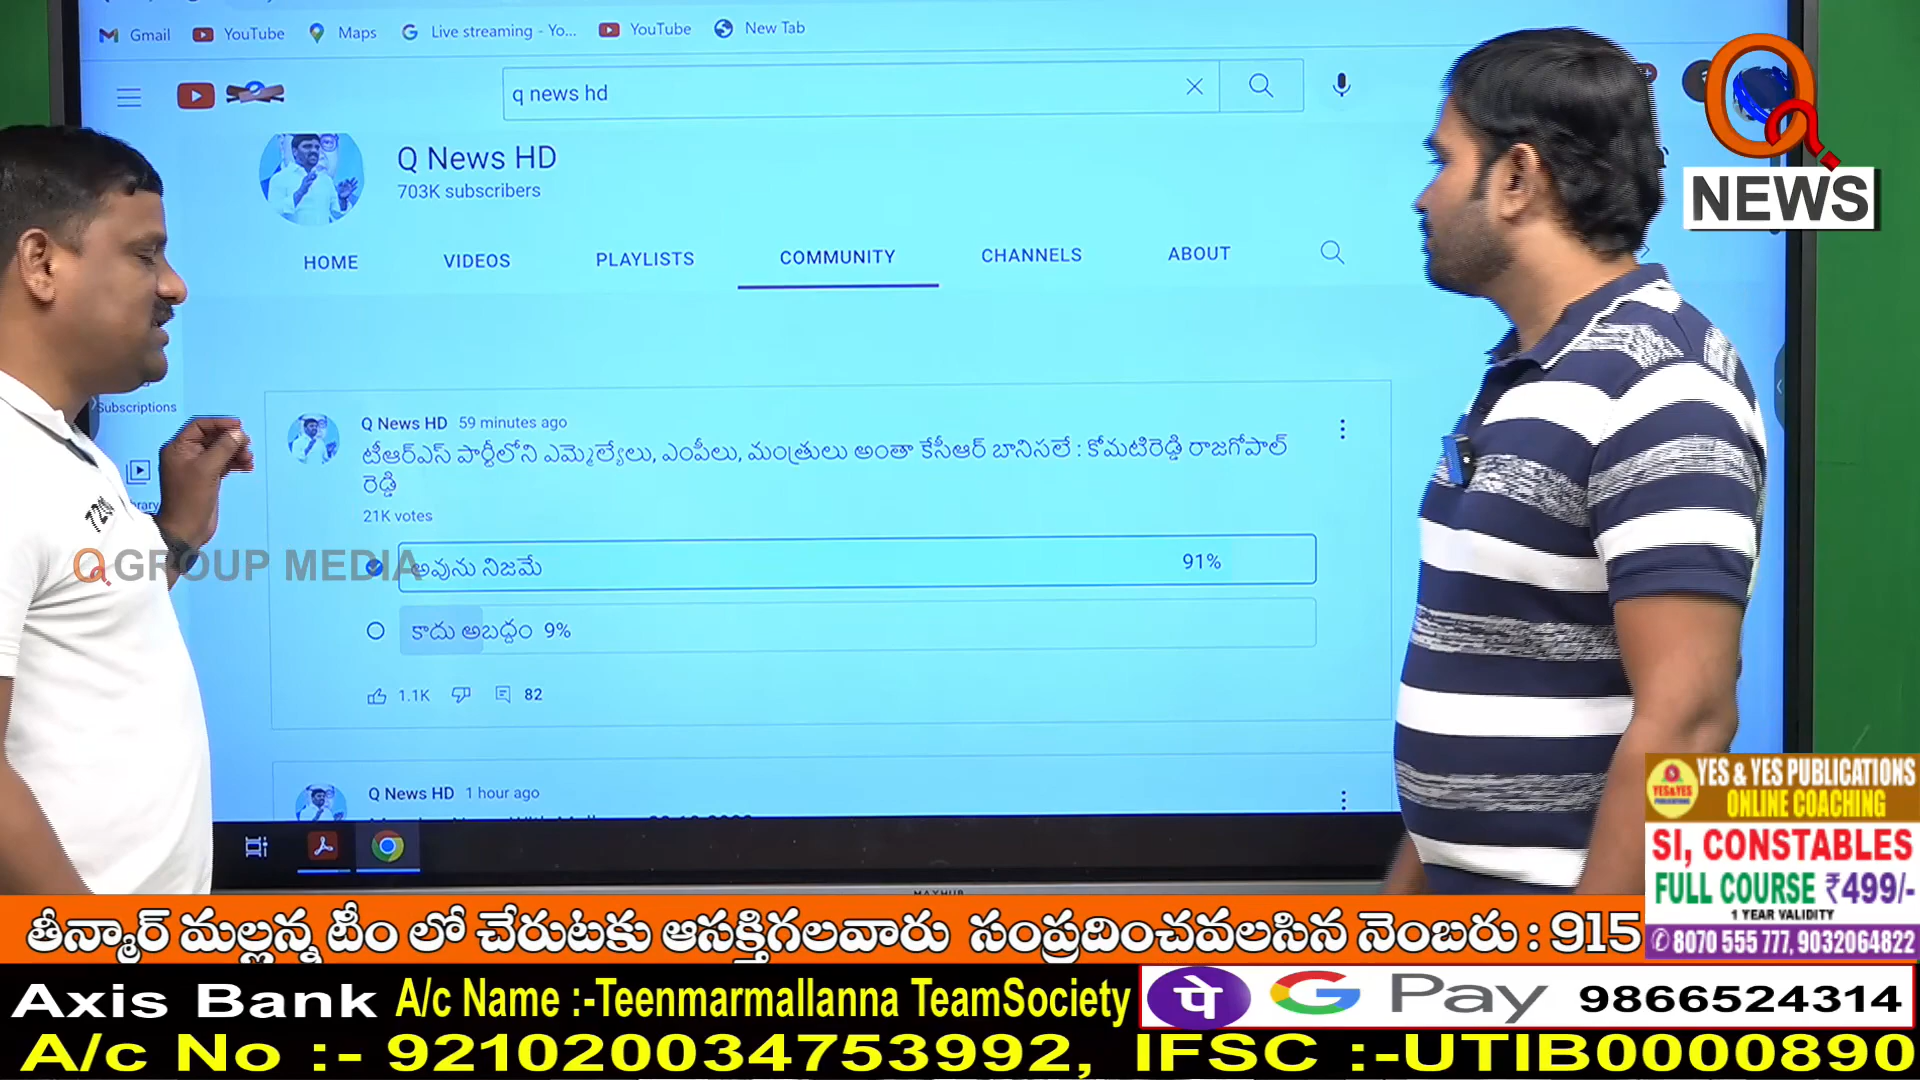 Gmail YouTube Maps Live streaming - Yo... YouTube New Tab
q news hd
Q News HD
703K subscribers
HOME VIDEOS PLAYLISTS COMMUNITY CHANNELS ABOUT
NEWS
Subscriptions
Q News HD 59 minutes ago
టీఆర్ఎస్ పార్టీలోని ఎమ్మెల్యేలు, ఎంపీలు, మంత్రులు అంతా కేసీఆర్ బానిసలే : కోమటిరెడ్డి రాజగోపాల్
రెడ్డి
21K votes
అవును నిజమే 91%
Q GROUP MEDIA
కాదు అబద్ధం 9%
1.1K 82
Q News HD 1 hour ago
MAXHUB
YES & YES PUBLICATIONS
ONLINE COACHING
SI, CONSTABLES
FULL COURSE ₹499/-
1 YEAR VALIDITY
8070 555 777, 9032064822
తీన్మార్ మల్లన్న టీం లో చేరుటకు ఆసక్తిగలవారు సంప్రదించవలసిన నెంబరు : 915
Axis Bank A/c Name :-Teenmarmallanna TeamSociety पे G Pay 9866524314
A/c No :- 921020034753992, IFSC :-UTIB0000890